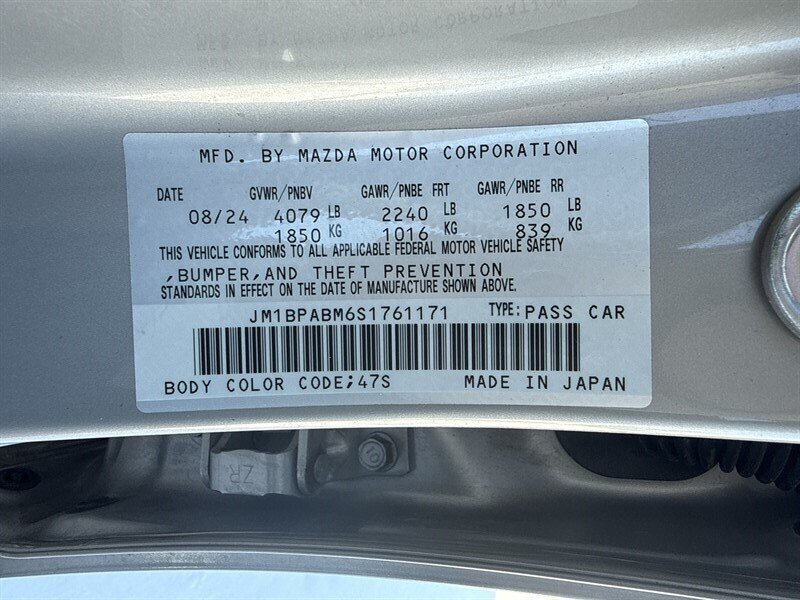 MFD. BY MAZDA MOTOR CORPORATION
DATE GVWR/PNBV GAWR/PNBE FRT GAWR/PNBE RR
08/24 4079 LB 2240 LB 1850 LB
1850 KG 1016 KG 839 KG
THIS VEHICLE CONFORMS TO ALL APPLICABLE FEDERAL MOTOR VEHICLE SAFETY
,BUMPER,AND THEFT PREVENTION
STANDARDS IN EFFECT ON THE DATE OF MANUFACTURE SHOWN ABOVE.
JM1BPABM6S1761171 TYPE: PASS CAR
BODY COLOR CODE;47S MADE IN JAPAN
ZR